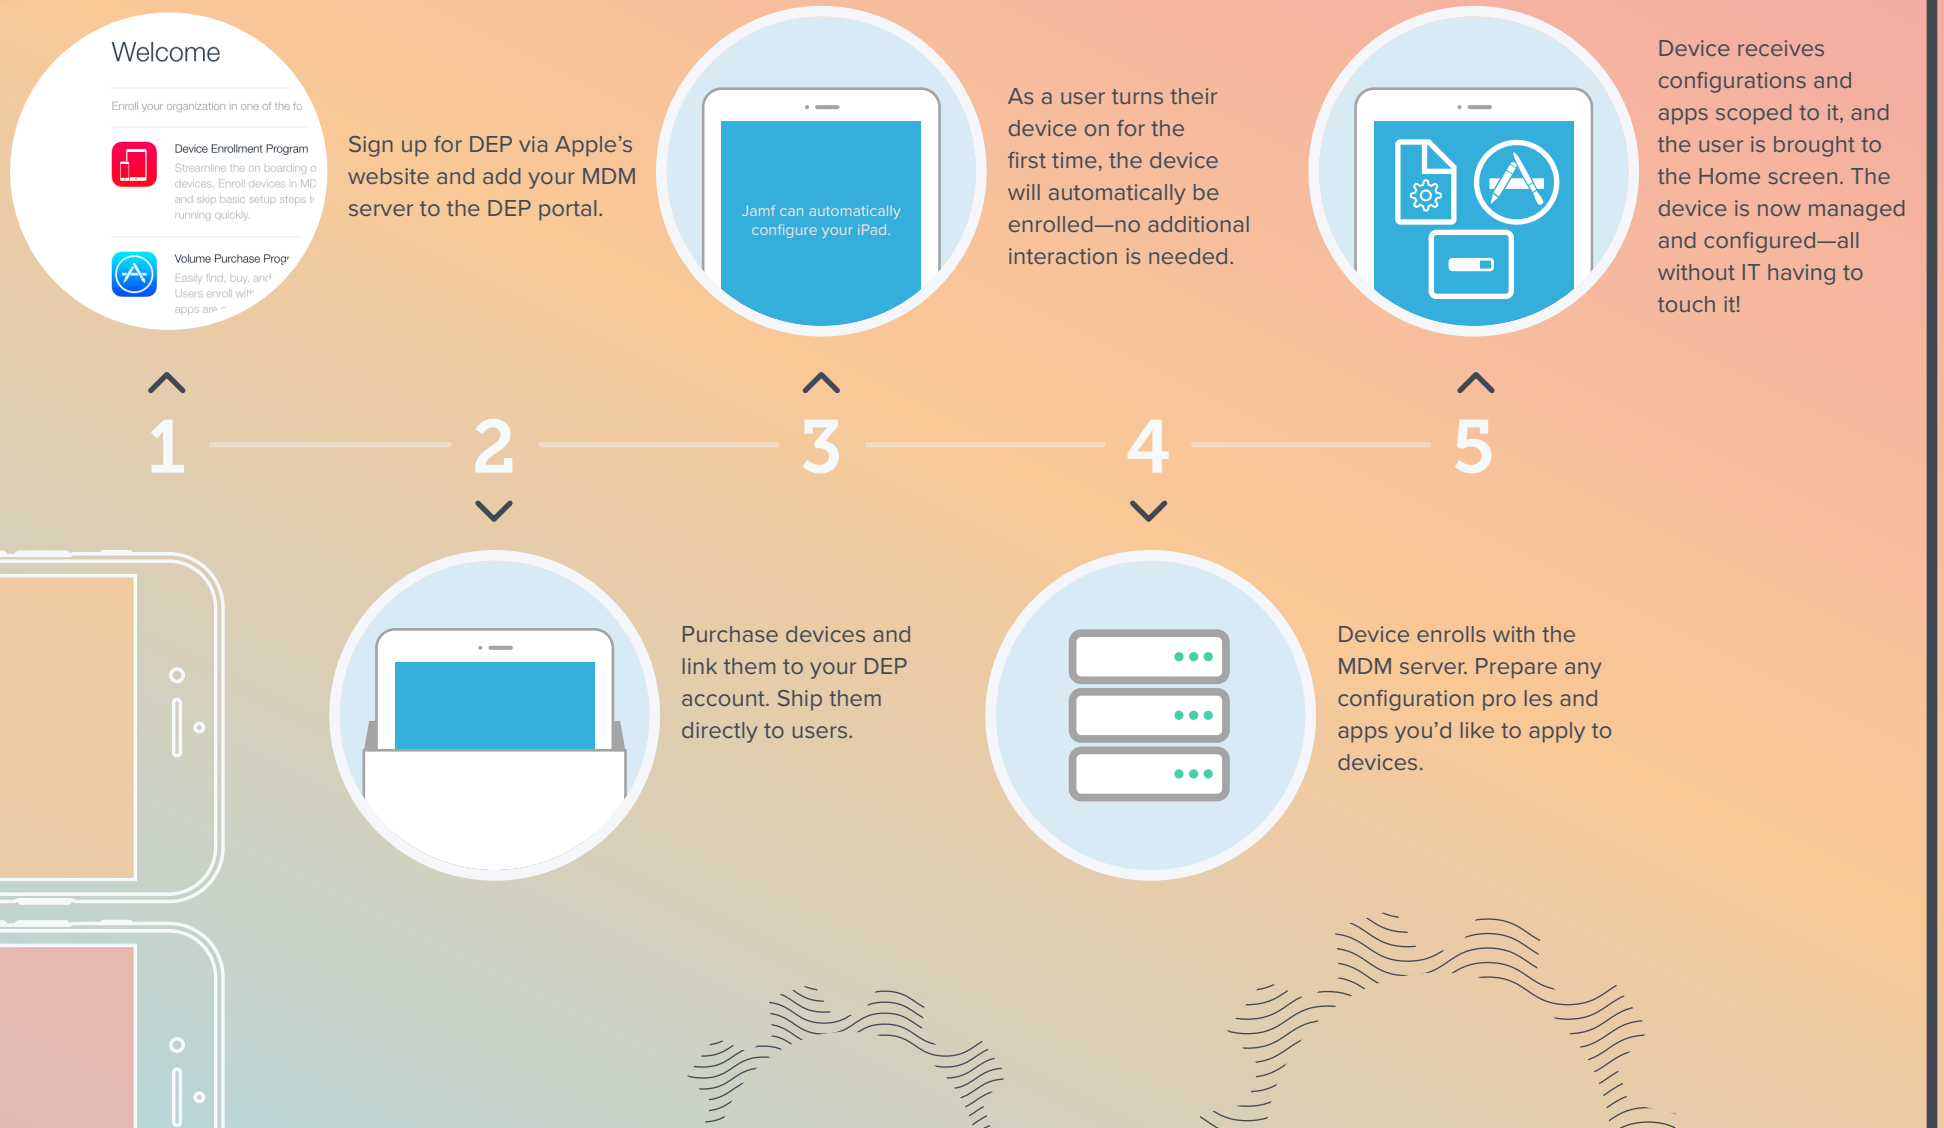 Welcome
Enroll your organization in one of the
Device Enrollment Program
Streamline the on boarding
devices. Enroll devices in
and skip basic setup steps
running quickly.
Volume Purchase
Easily find, buy, and
Users enroll
apps are
Sign up for DEP via Apple’s
website and add your MDM
server to the DEP portal.
Jamf can automatically
configure your iPad.
As a user turns their
device on for the
first time, the device
will automatically be
enrolled—no additional
interaction is needed.
Device receives
configurations and
apps scoped to it, and
the user is brought to
the Home screen. The
device is now managed
and configured—all
without IT having to
touch it!
1
2
3
4
5
Purchase devices and
link them to your DEP
account. Ship them
directly to users.
Device enrolls with the
MDM server. Prepare any
configuration pro les and
apps you’d like to apply to
devices.